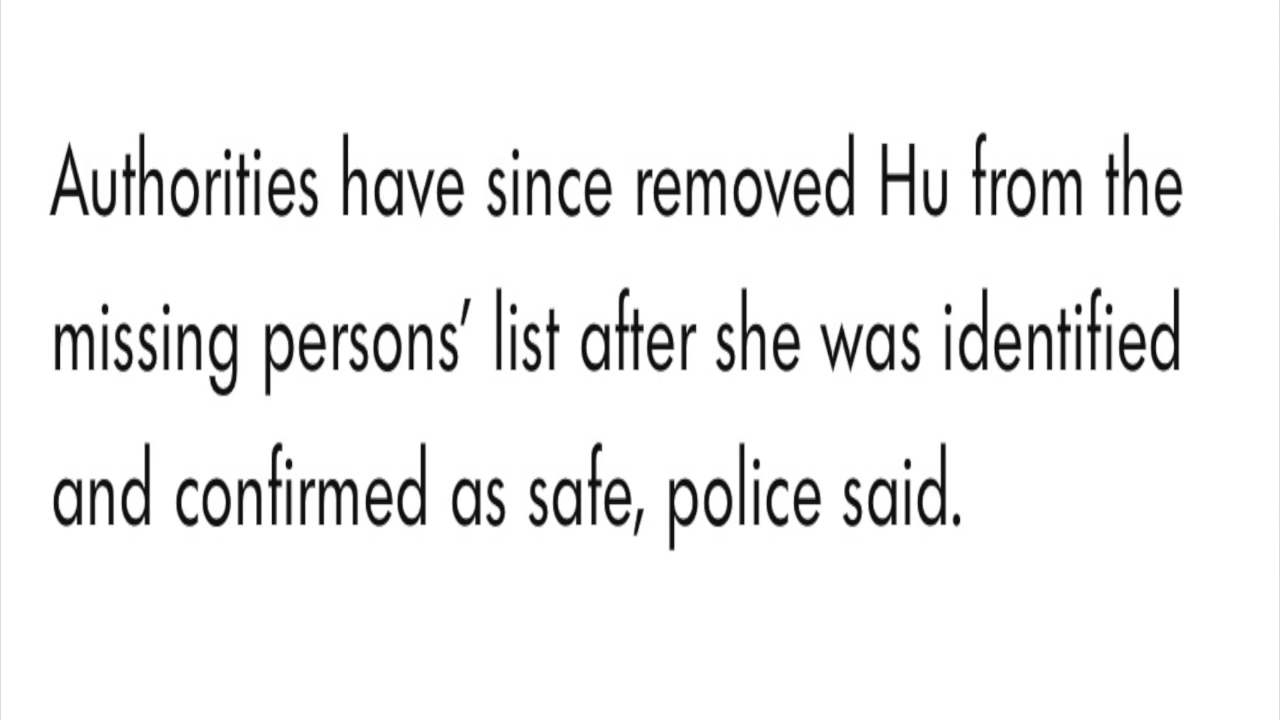 Authorities have since removed Hu from the
missing persons’ list after she was identified
and confirmed as safe, police said.